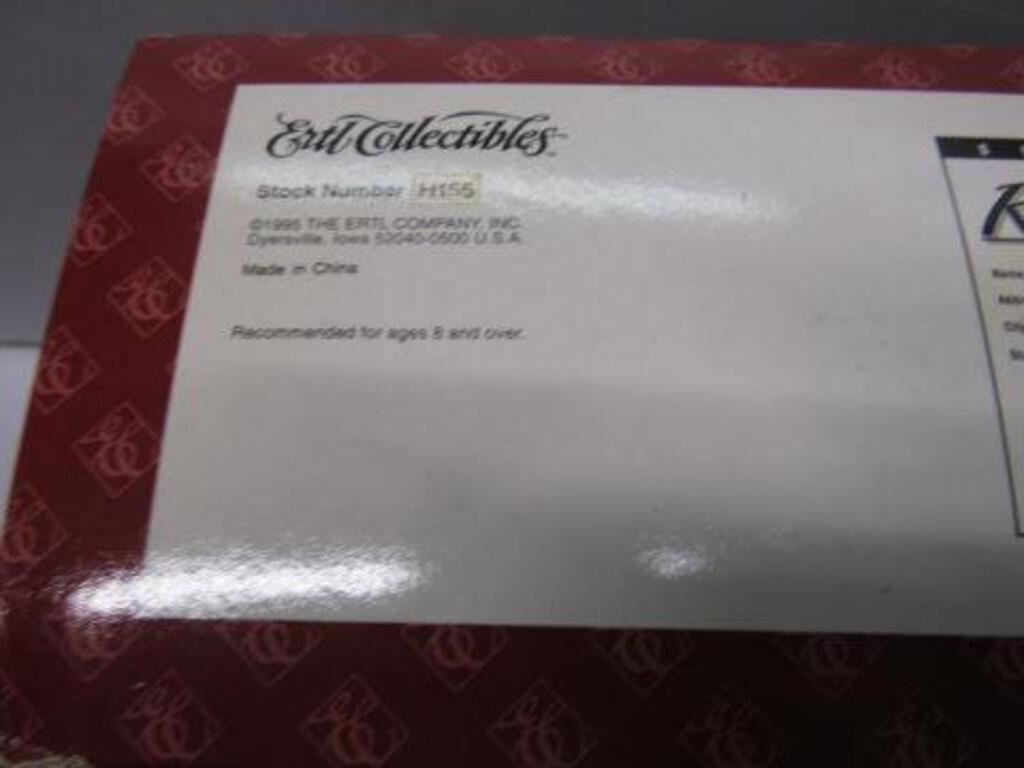 Ertl Collectibles™
Stock Number H155
©1995 THE ERTL COMPANY, INC.
Dyersville, Iowa 52040-0500 U.S.A.
Made in China
Recommended for ages 8 and over.